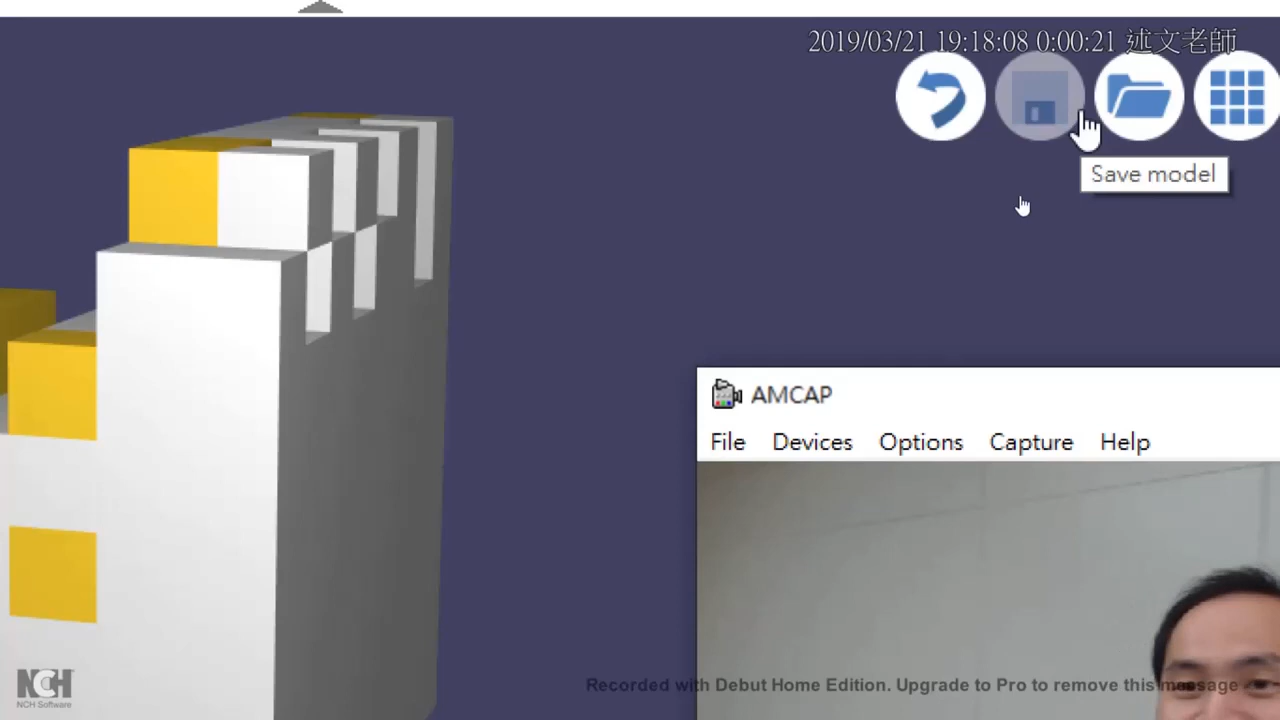 2019/03/21 19:18:08 0:00:21 述文老師
Save model
AMCAP
File Devices Options Capture Help
NCH
NCH Software
Recorded with Debut Home Edition. Upgrade to Pro to remove this message